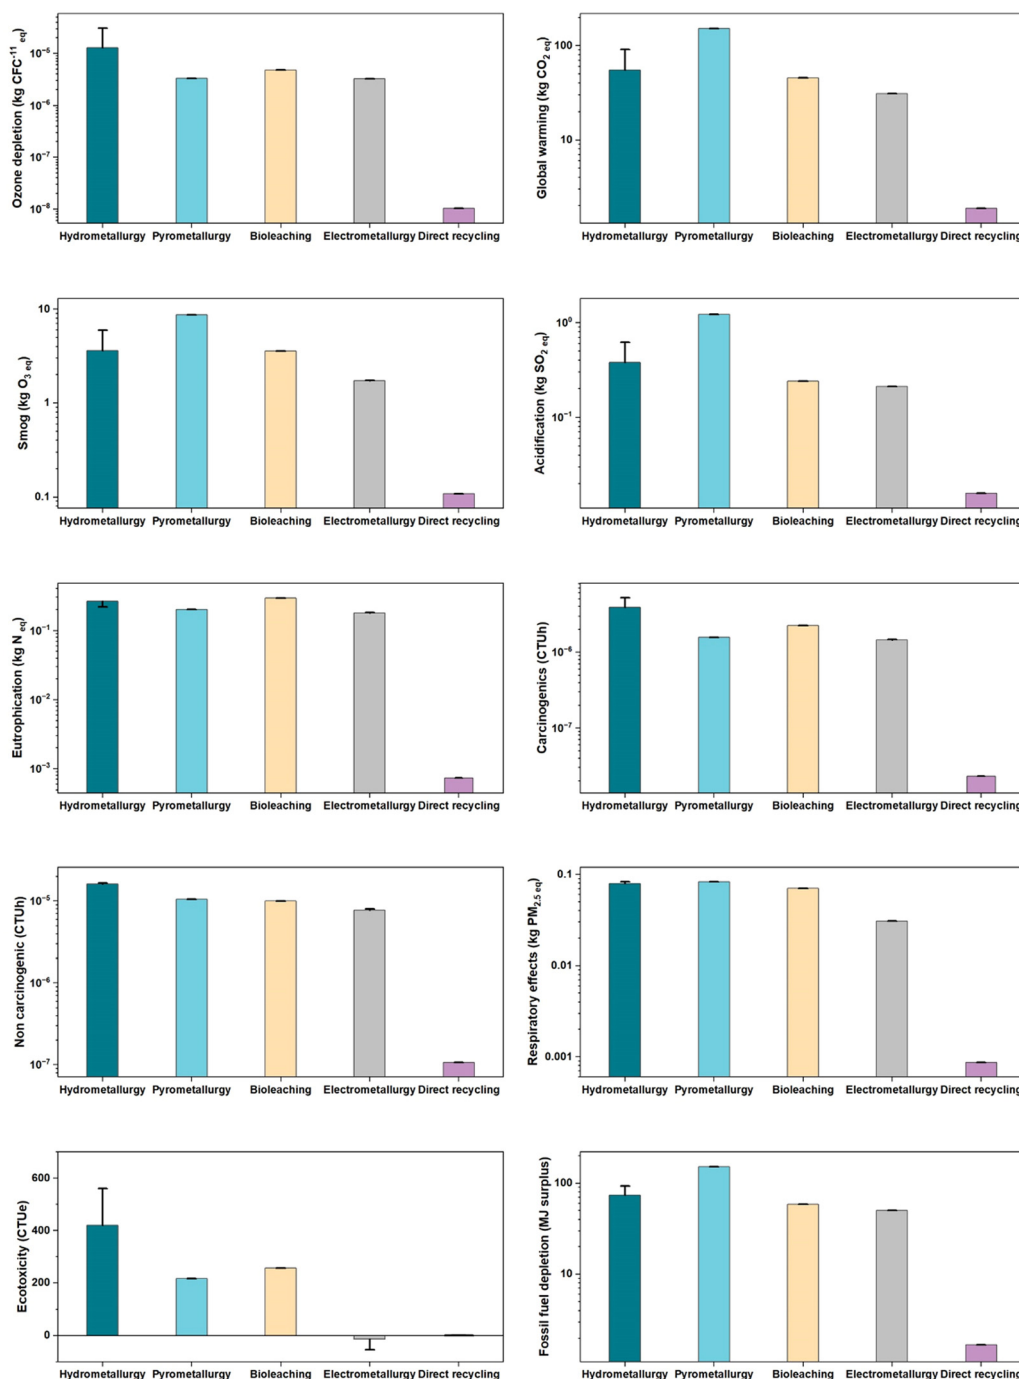 Ozone depletion (kg CFC⁻¹¹ eq)
10⁻⁵
10⁻⁶
10⁻⁷
10⁻⁸
Hydrometallurgy Pyrometallurgy Bioleaching Electrometallurgy Direct recycling
Global warming (kg CO₂ eq)
100
10
Hydrometallurgy Pyrometallurgy Bioleaching Electrometallurgy Direct recycling
Smog (kg O₃ eq)
10
1
0.1
Hydrometallurgy Pyrometallurgy Bioleaching Electrometallurgy Direct recycling
Acidification (kg SO₂ eq)
10⁰
10⁻¹
Hydrometallurgy Pyrometallurgy Bioleaching Electrometallurgy Direct recycling
Eutrophication (kg N eq)
10⁻¹
10⁻²
10⁻³
Hydrometallurgy Pyrometallurgy Bioleaching Electrometallurgy Direct recycling
Carcinogenics (CTUh)
10⁻⁶
10⁻⁷
Hydrometallurgy Pyrometallurgy Bioleaching Electrometallurgy Direct recycling
Non carcinogenic (CTUh)
10⁻⁵
10⁻⁶
10⁻⁷
Hydrometallurgy Pyrometallurgy Bioleaching Electrometallurgy Direct recycling
Respiratory effects (kg PM₂.₅ eq)
0.1
0.01
0.001
Hydrometallurgy Pyrometallurgy Bioleaching Electrometallurgy Direct recycling
Ecotoxicity (CTUe)
600
400
200
0
Hydrometallurgy Pyrometallurgy Bioleaching Electrometallurgy Direct recycling
Fossil fuel depletion (MJ surplus)
100
10
Hydrometallurgy Pyrometallurgy Bioleaching Electrometallurgy Direct recycling